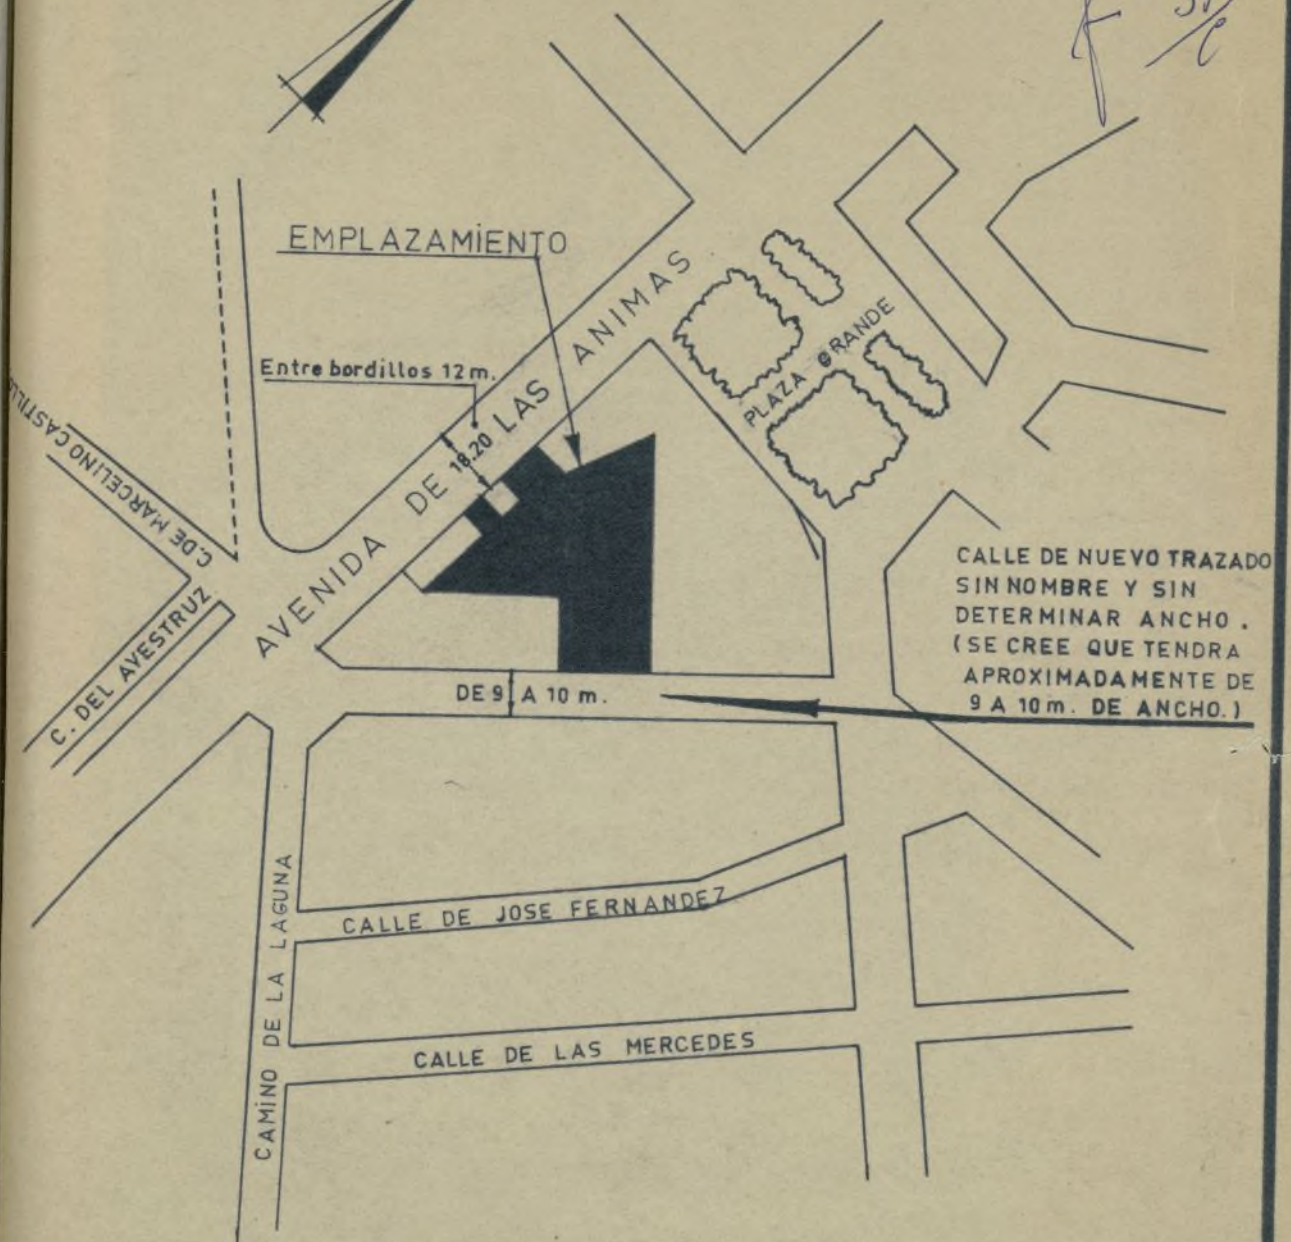 EMPLAZAMiENTO
Entre bordillos 12 m.
18.20
AVENIDA DE LAS ANIMAS
PLAZA GRANDE
C. DE MARCELINO CASTILLO
C. DEL AVESTRUZ
CALLE DE NUEVO TRAZADO
SIN NOMBRE Y SIN
DETERMINAR ANCHO.
(SE CREE QUE TENDRA
APROXIMADAMENTE DE
9 A 10 m. DE ANCHO.)
DE 9 A 10 m.
CALLE DE JOSE FERNANDEZ
CAMiNO DE LA LAGUNA
CALLE DE LAS MERCEDES